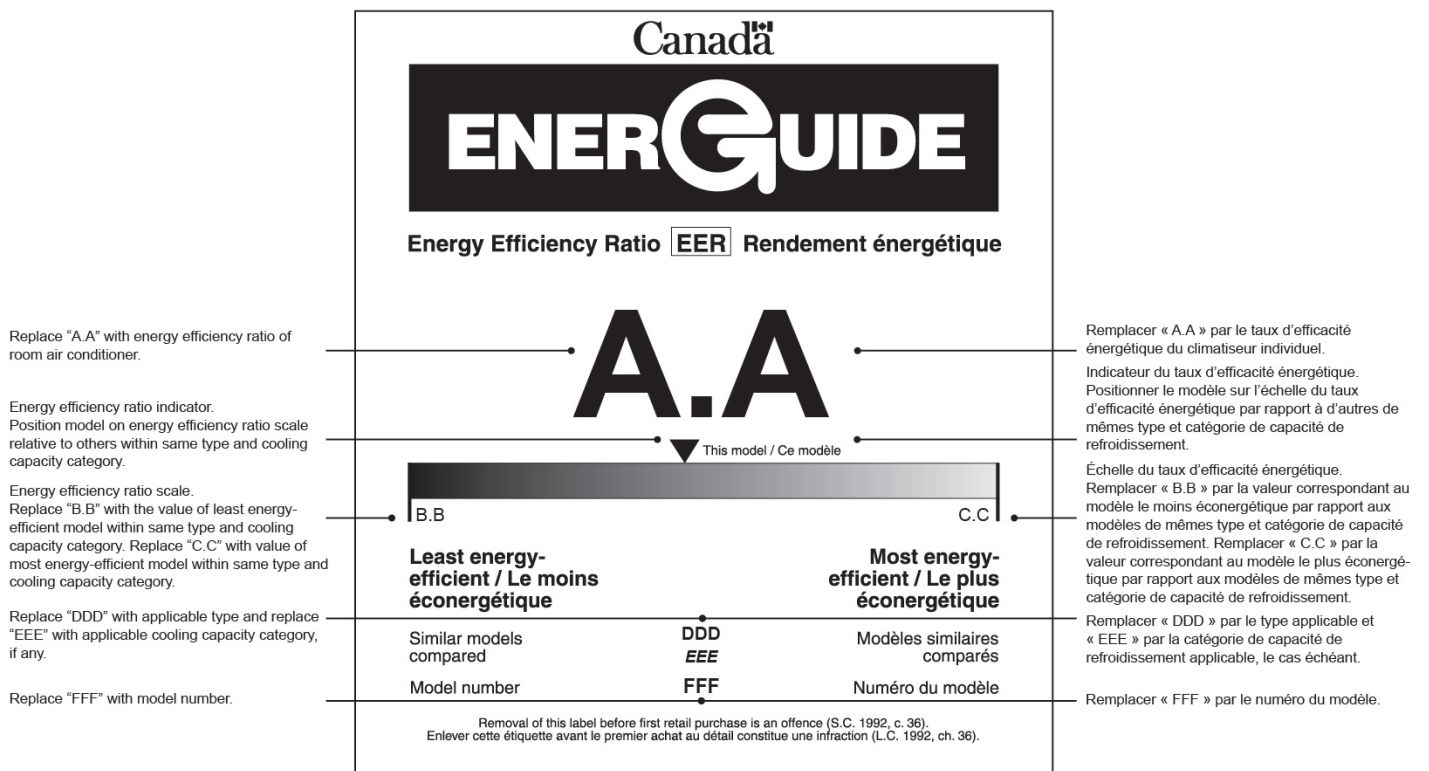 Canada
ENERGUIDE
Energy Efficiency Ratio EER Rendement énergétique
Replace “A.A” with energy efficiency ratio of
room air conditioner.
Energy efficiency ratio indicator.
Position model on energy efficiency ratio scale
relative to others within same type and cooling
capacity category.
Energy efficiency ratio scale.
Replace “B.B” with the value of least energy-
efficient model within same type and cooling
capacity category. Replace “C.C” with value of
most energy-efficient model within same type and
cooling capacity category.
Replace “DDD” with applicable type and replace
“EEE” with applicable cooling capacity category,
if any.
Replace “FFF” with model number.
A.A
This model / Ce modèle
B.B
C.C
Least energy-
efficient / Le moins
éconergétique
Most energy-
efficient / Le plus
éconergétique
Similar models
compared
DDD
EEE
Modèles similaires
comparés
Model number
FFF
Numéro du modèle
Removal of this label before first retail purchase is an offence (S.C. 1992, c. 36).
Enlever cette étiquette avant le premier achat au détail constitue une infraction (L.C. 1992, ch. 36).
Remplacer « A.A » par le taux d’efficacité
énergétique du climatiseur individuel.
Indicateur du taux d’efficacité énergétique.
Positionner le modèle sur l’échelle du taux
d’efficacité énergétique par rapport à d’autres de
mêmes type et catégorie de capacité de
refroidissement.
Échelle du taux d’efficacité énergétique.
Remplacer « B.B » par la valeur correspondant au
modèle le moins éconergétique par rapport aux
modèles de mêmes type et catégorie de capacité
de refroidissement. Remplacer « C.C » par la
valeur correspondant au modèle le plus éconergé-
tique par rapport aux modèles de mêmes type et
catégorie de capacité de refroidissement.
Remplacer « DDD » par le type applicable et
« EEE » par la catégorie de capacité de
refroidissement applicable, le cas échéant.
Remplacer « FFF » par le numéro du modèle.